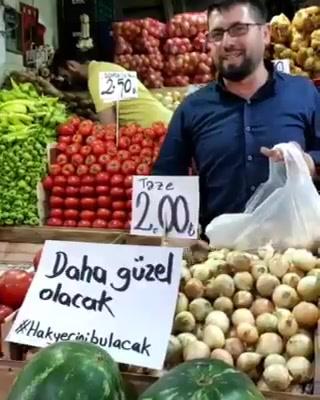 2.50
Taze
2.00₺
Daha güzel
olacak
#Hakyerinibulacak